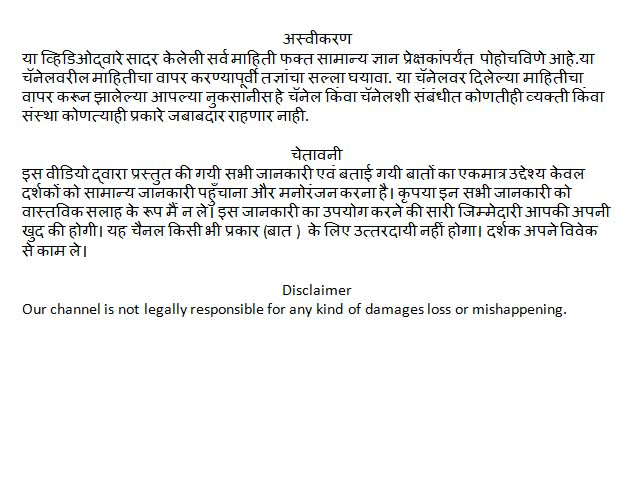 अस्वीकरण
या व्हिडिओद्वारे सादर केलेली सर्व माहिती फक्त सामान्य ज्ञान प्रेक्षकांपर्यंत पोहोचविणे आहे.या
चॅनेलवरील माहितीचा वापर करण्यापूर्वी तज्ञांचा सल्ला घयावा. या चॅनेलवर दिलेल्या माहितीचा
वापर करून झालेल्या आपल्या नुकसानीस हे चॅनेल किंवा चॅनेलशी संबंधीत कोणतीही व्यक्ती किंवा
संस्था कोणत्याही प्रकारे जबाबदार राहणार नाही.
चेतावनी
इस वीडियो द्वारा प्रस्तुत की गयी सभी जानकारी एवं बताई गयी बातों का एकमात्र उद्देश्य केवल
दर्शकों को सामान्य जानकारी पहुँचाना और मनोरंजन करना है। कृपया इन सभी जानकारी को
वास्तविक सलाह के रूप मैं न ले। इस जानकारी का उपयोग करने की सारी जिम्मेदारी आपकी अपनी
खुद की होगी। यह चैनल किसी भी प्रकार (बात ) के लिए उत्तरदायी नहीं होगा। दर्शक अपने विवेक
से काम ले।
Disclaimer
Our channel is not legally responsible for any kind of damages loss or mishappening.